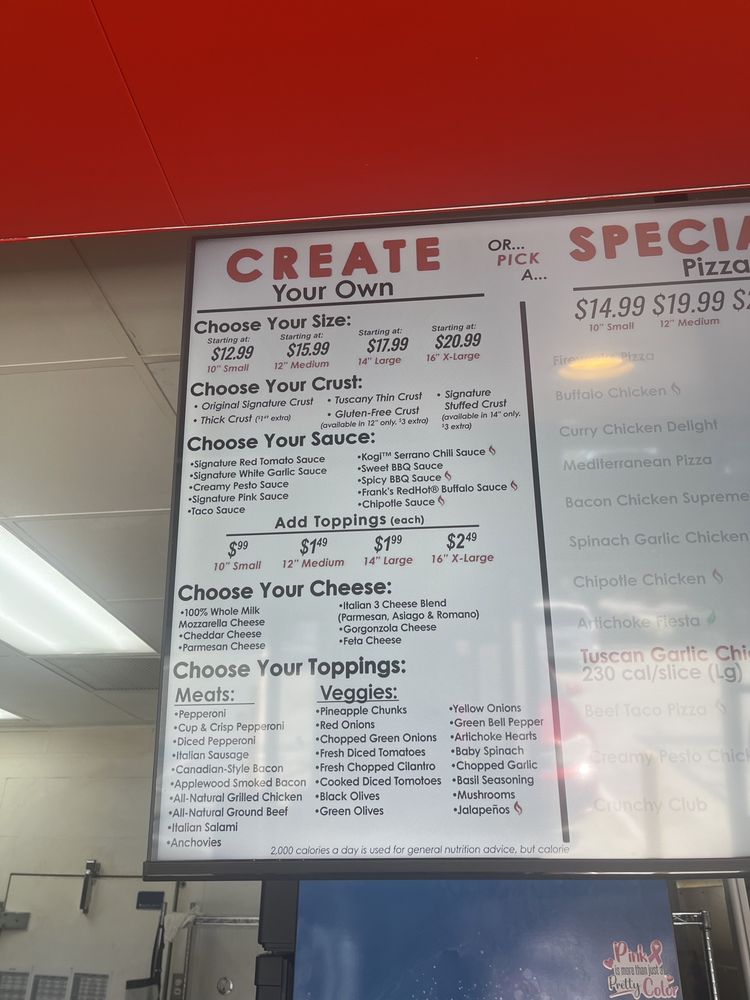 CREATE
Your Own
OR...
PICK
A...
Choose Your Size:
Starting at: Starting at: Starting at: Starting at:
$12.99 $15.99 $17.99 $20.99
10" Small 12" Medium 14" Large 16" X-Large
Choose Your Crust:
• Original Signature Crust • Tuscany Thin Crust • Signature
• Thick Crust ($1⁴⁹ extra) • Gluten-Free Crust Stuffed Crust
(available in 12" only. $3 extra) (available in 14" only.
$3 extra)
Choose Your Sauce:
•Signature Red Tomato Sauce
•Signature White Garlic Sauce
•Creamy Pesto Sauce
•Signature Pink Sauce
•Taco Sauce
•Kogi™ Serrano Chili Sauce
•Sweet BBQ Sauce
•Spicy BBQ Sauce
•Frank's RedHot® Buffalo Sauce
•Chipotle Sauce
Add Toppings (each)
$99 $1⁴⁹ $1⁹⁹ $2⁴⁹
10" Small 12" Medium 14" Large 16" X-Large
Choose Your Cheese:
•100% Whole Milk
Mozzarella Cheese
•Cheddar Cheese
•Parmesan Cheese
•Italian 3 Cheese Blend
(Parmesan, Asiago & Romano)
•Gorgonzola Cheese
•Feta Cheese
Choose Your Toppings:
Meats:
•Pepperoni
•Cup & Crisp Pepperoni
•Diced Pepperoni
•Italian Sausage
•Canadian-Style Bacon
•Applewood Smoked Bacon
•All-Natural Grilled Chicken
•All-Natural Ground Beef
•Italian Salami
•Anchovies
Veggies:
•Pineapple Chunks
•Red Onions
•Chopped Green Onions
•Fresh Diced Tomatoes
•Fresh Chopped Cilantro
•Cooked Diced Tomatoes
•Black Olives
•Green Olives
•Yellow Onions
•Green Bell Pepper
•Artichoke Hearts
•Baby Spinach
•Chopped Garlic
•Basil Seasoning
•Mushrooms
•Jalapeños
2,000 calories a day is used for general nutrition advice, but calorie
SPECIA
Pizza
$14.99 $19.99 $2
10" Small 12" Medium
Pizza
Buffalo Chicken
Curry Chicken Delight
Mediterranean Pizza
Bacon Chicken Supreme
Spinach Garlic Chicken
Chipotle Chicken
Artichoke Fiesta
Tuscan Garlic Chi
230 cal/slice (Lg)
Beef Taco Pizza
Creamy Pesto Chick
Crunchy Club
Pink
is more than just a
Pretty Color